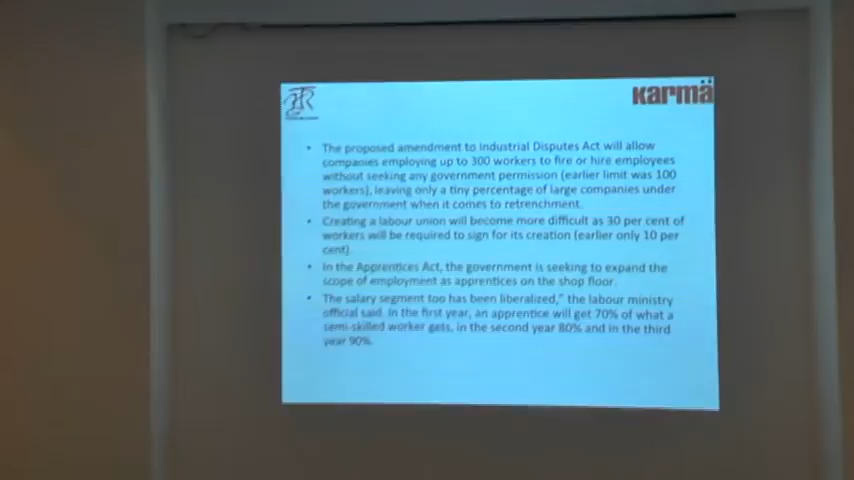 Karmä
• The proposed amendment to Industrial Disputes Act will allow
companies employing up to 300 workers to fire or hire employees
without seeking any government permission (earlier limit was 100
workers), leaving only a tiny percentage of large companies under
the government when it comes to retrenchment.
• Creating a labour union will become more difficult as 30 per cent of
workers will be required to sign for its creation (earlier only 10 per
cent).
• In the Apprentices Act, the government is seeking to expand the
scope of employment as apprentices on the shop floor.
• The salary segment too has been liberalized," the labour ministry
official said. In the first year, an apprentice will get 70% of what a
semi-skilled worker gets, in the second year 80% and in the third
year 90%.